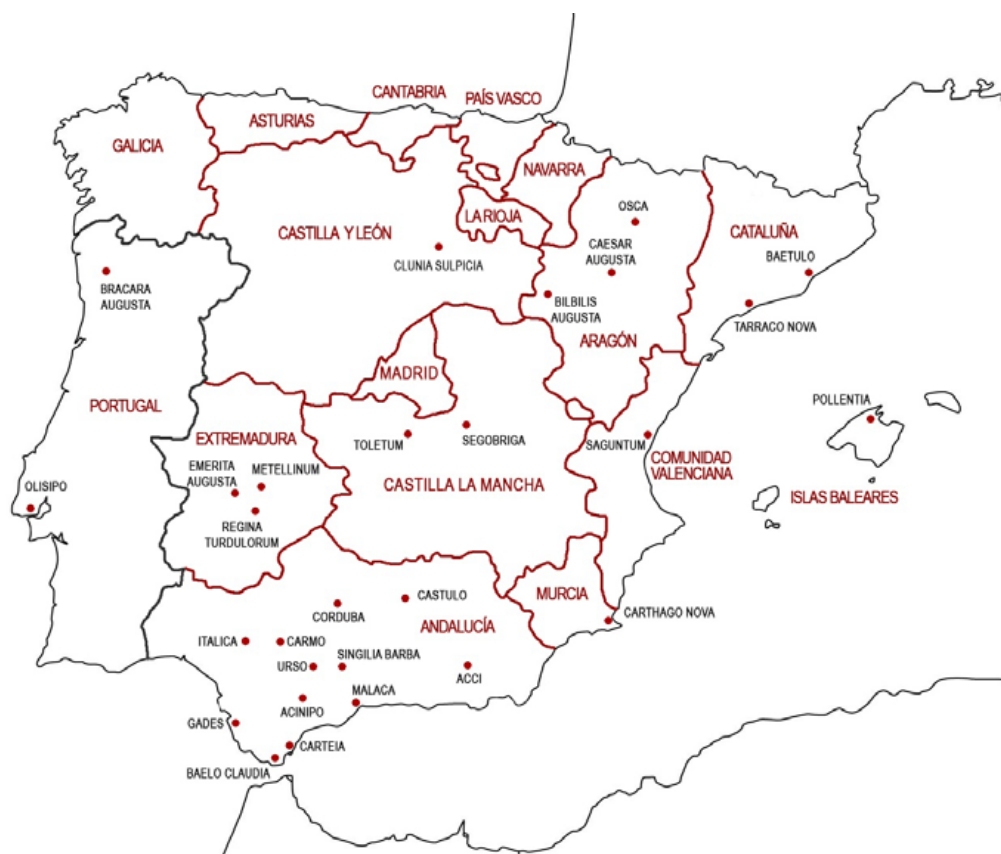 CANTABRIA
PAÍS VASCO
ASTURIAS
GALICIA
NAVARRA
LA RIOJA
OSCA
CASTILLA Y LEÓN
CATALUÑA
CAESAR
AUGUSTA
BAETULO
CLUNIA SULPICIA
BRACARA
AUGUSTA
BILBILIS
AUGUSTA
TARRACO NOVA
ARAGÓN
MADRID
POLLENTIA
PORTUGAL
EXTREMADURA
TOLETUM
SEGOBRIGA
SAGUNTUM
COMUNIDAD
VALENCIANA
EMERITA
AUGUSTA
METELLINUM
CASTILLA LA MANCHA
OLISIPO
ISLAS BALEARES
REGINA
TURDULORUM
MURCIA
CASTULO
CORDUBA
ANDALUCÍA
CARTHAGO NOVA
ITALICA
CARMO
SINGILIA BARBA
URSO
ACCI
MALACA
ACINIPO
GADES
CARTEIA
BAELO CLAUDIA